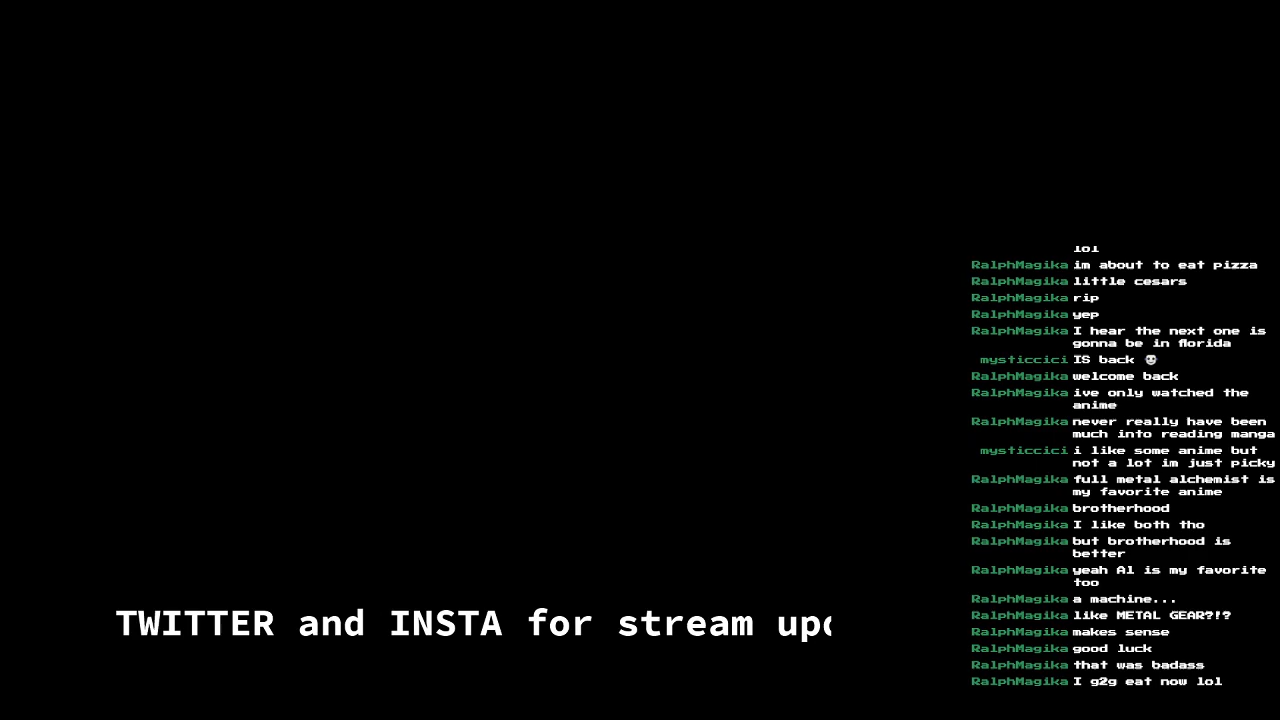 lol
RalphMagika im about to eat pizza
RalphMagika little cesars
RalphMagika rip
RalphMagika yep
RalphMagika I hear the next one is
gonna be in florida
mysticcici IS back
RalphMagika welcome back
RalphMagika ive only watched the
anime
RalphMagika never really have been
much into reading manga
mysticcici i like some anime but
not a lot im just picky
RalphMagika full metal alchemist is
my favorite anime
RalphMagika brotherhood
RalphMagika I like both tho
RalphMagika but brotherhood is
better
RalphMagika yeah Al is my favorite
too
RalphMagika a machine...
RalphMagika like METAL GEAR?!?
RalphMagika makes sense
RalphMagika good luck
RalphMagika that was badass
RalphMagika I g2g eat now lol
TWITTER and INSTA for stream